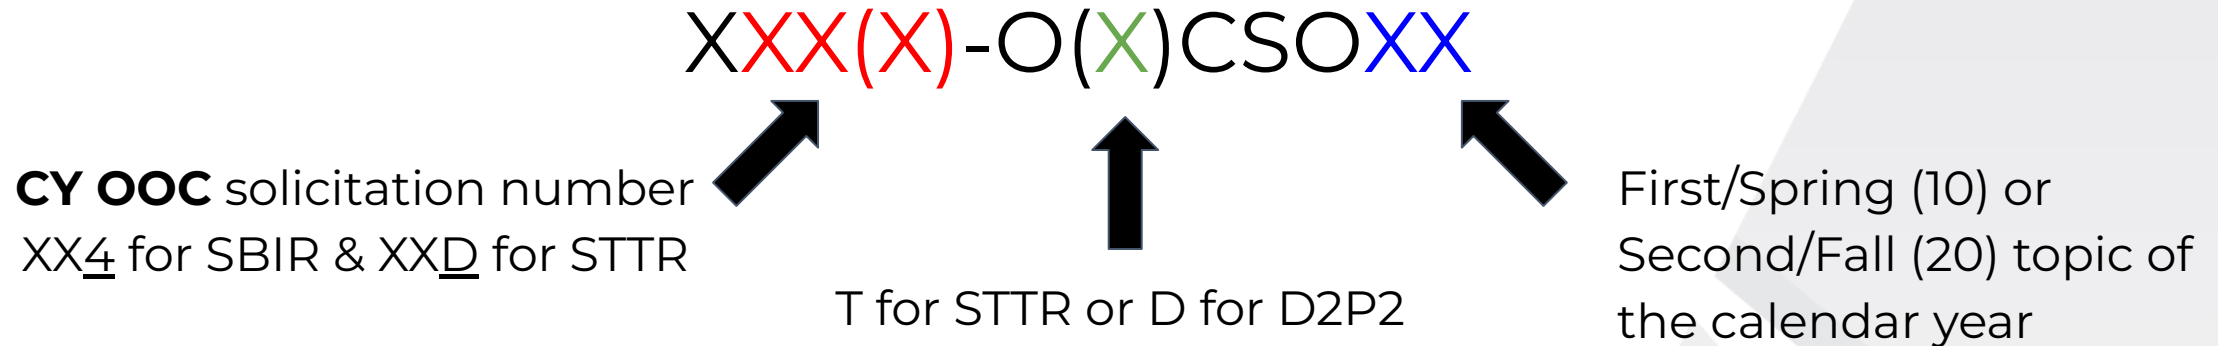 XXX(X)-O(X)CSOXX
CY OOC solicitation number
XX4 for SBIR & XXD for STTR
T for STTR or D for D2P2
First/Spring (10) or
Second/Fall (20) topic of
the calendar year